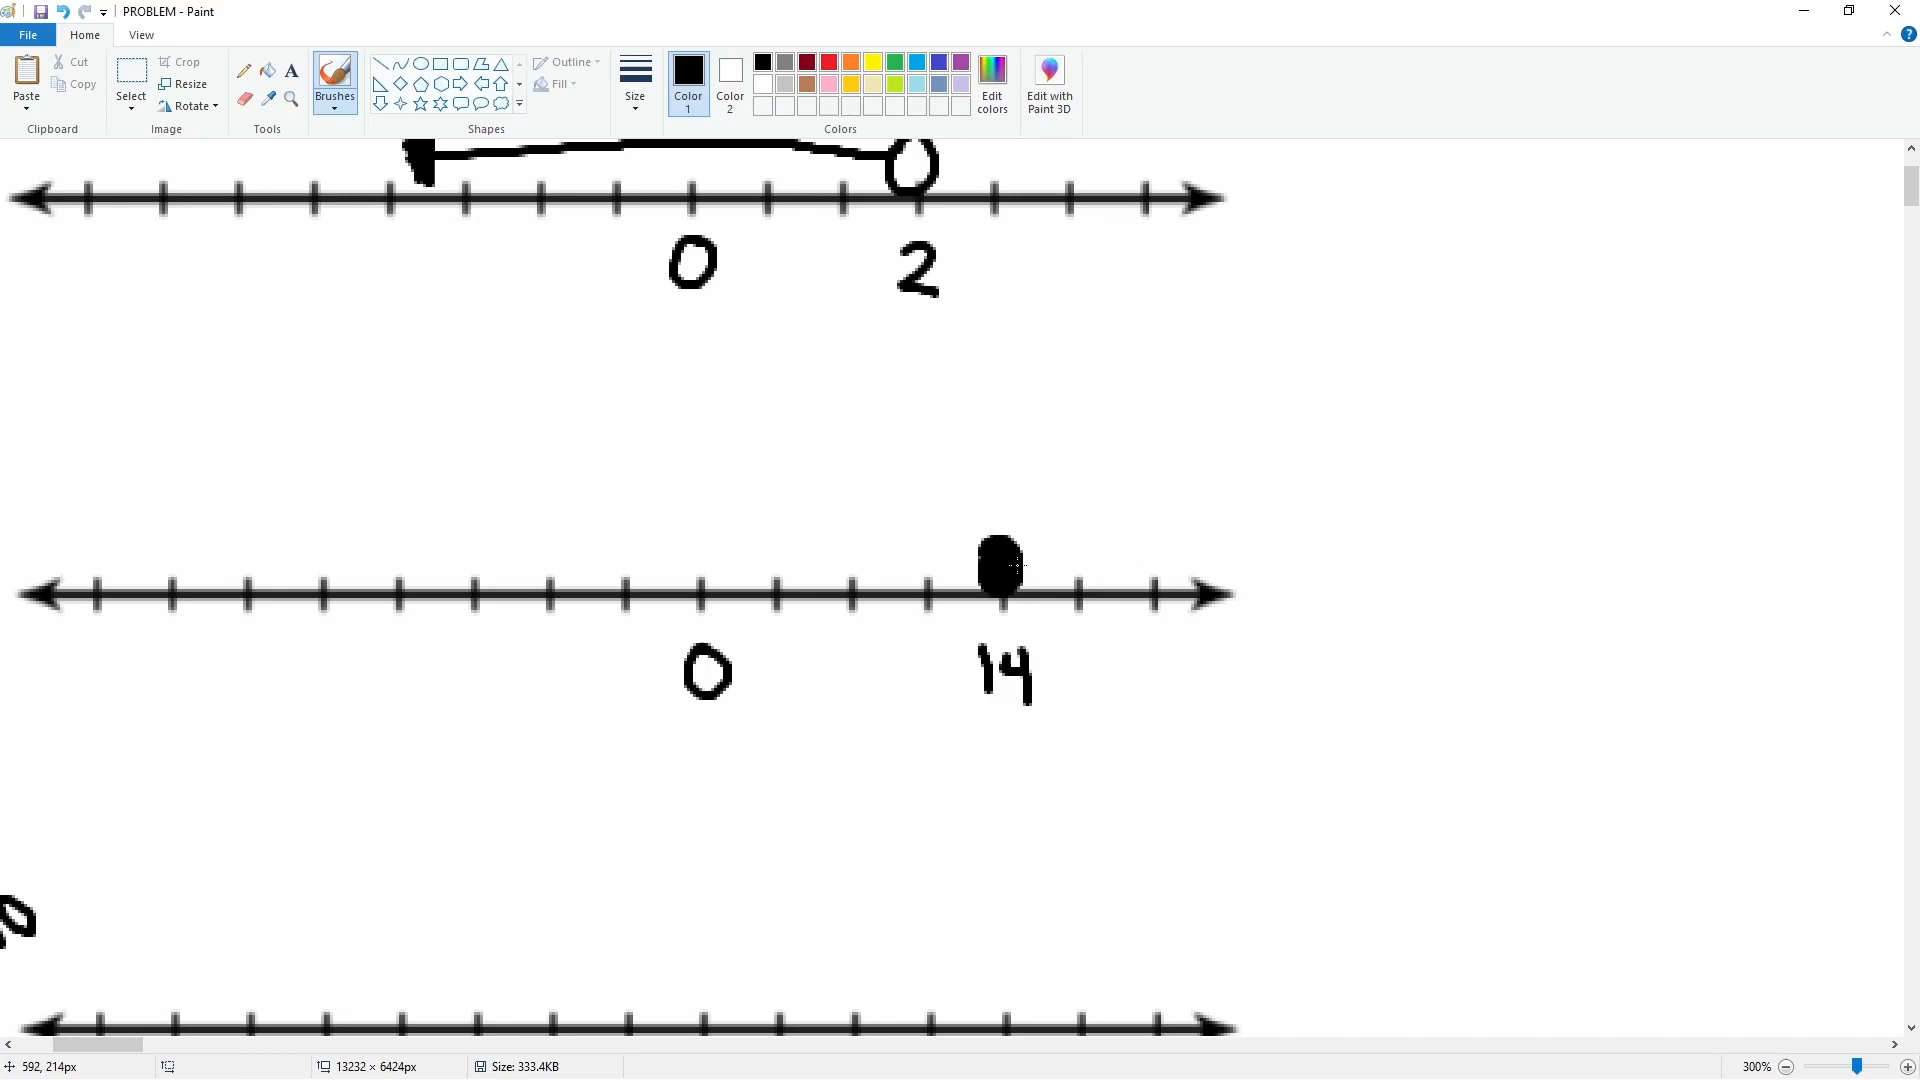 PROBLEM - Paint
File Home View
Paste
Cut
Copy
Clipboard
Select
Crop
Resize
Rotate
Image
A
Tools
Brushes
Shapes
Outline
Fill
Size
Color 1
Color 2
Colors
Edit colors
Edit with Paint 3D
0 2
0 14
592, 214px
13232 × 6424px
Size: 333.4KB
300%